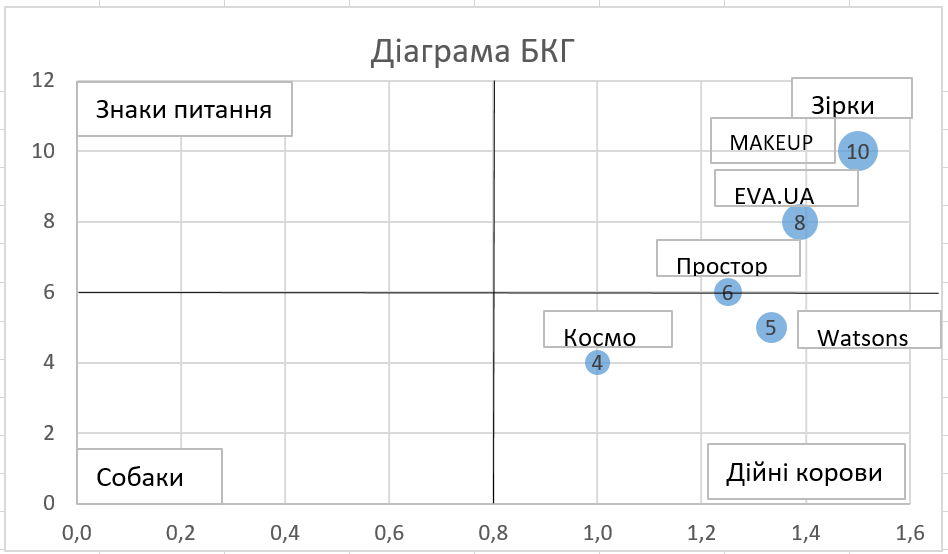 Діаграма БКГ
12
Знаки питання
Зірки
MAKEUP
10
10
EVA.UA
8
8
Простор
6
6
5
Watsons
Космо
4
4
2
Собаки
Дійні корови
0
0,0 0,2 0,4 0,6 0,8 1,0 1,2 1,4 1,6